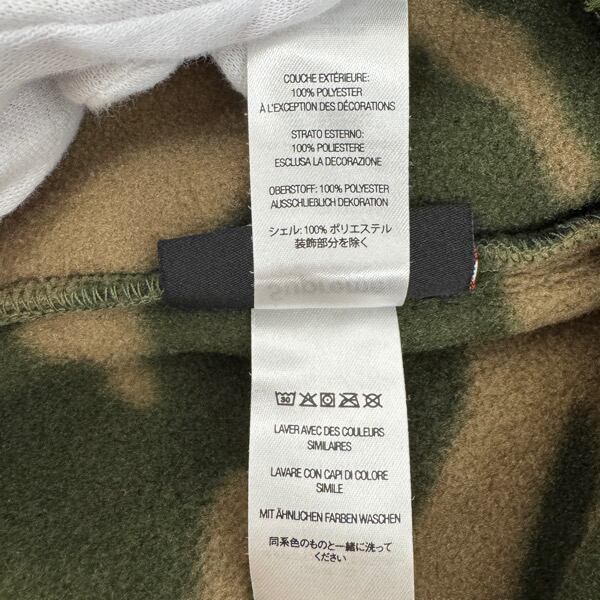 COUCHE EXTÉRIEURE:
100% POLYESTER
À L'EXCEPTION DES DÉCORATIONS
STRATO ESTERNO:
100% POLIESTERE
ESCLUSA LA DECORAZIONE
OBERSTOFF: 100% POLYESTER
AUSSCHLIEBLICH DEKORATION
シェル: 100% ポリエステル
装飾部分を除く
30
LAVER AVEC DES COULEURS
SIMILAIRES
LAVARE CON CAPI DI COLORE
SIMILE
MIT ÄHNLICHEN FARBEN WASCHEN
同系色のものと一緒に洗って
ください